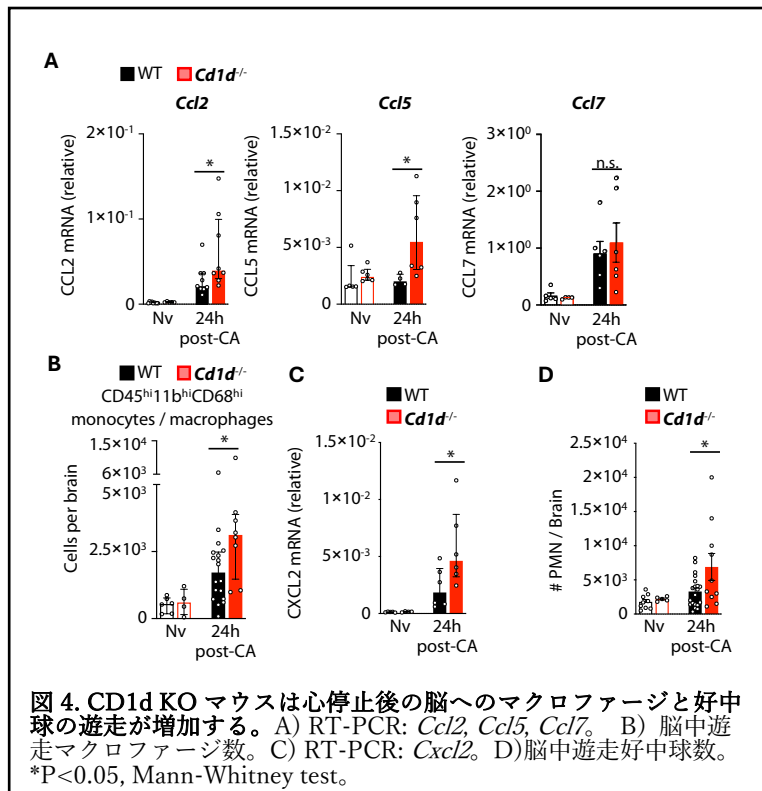 A
WT Cd1d-/-
Ccl2
CCL2 mRNA (relative)
2×10-1
1×10-1
0
*
Nv 24h
post-CA
Ccl5
CCL5 mRNA (relative)
1.5×10-2
1×10-2
5×10-3
0
*
Nv 24h
post-CA
Ccl7
CCL7 mRNA (relative)
3×100
2×100
1×100
0
n.s.
Nv 24h
post-CA
B
WT Cd1d-/-
CD45hi11bhiCD68hi
monocytes / macrophages
Cells per brain
1.5×104
6×103
5×103
2.5×103
0
*
Nv 24h
post-CA
C
WT
Cd1d-/-
CXCL2 mRNA (relative)
1.5×10-2
1×10-2
5×10-3
0
*
Nv 24h
post-CA
D
WT
Cd1d-/-
# PMN / Brain
2.5×104
2×104
1.5×104
1×104
5×103
0
*
Nv 24h
post-CA
図 4. CD1d KO マウスは心停止後の脳へのマクロファージと好中
球の遊走が増加する。A) RT-PCR: Ccl2, Ccl5, Ccl7。 B) 脳中遊
走マクロファージ数。C) RT-PCR: Cxcl2。D)脳中遊走好中球数。
*P<0.05, Mann-Whitney test。